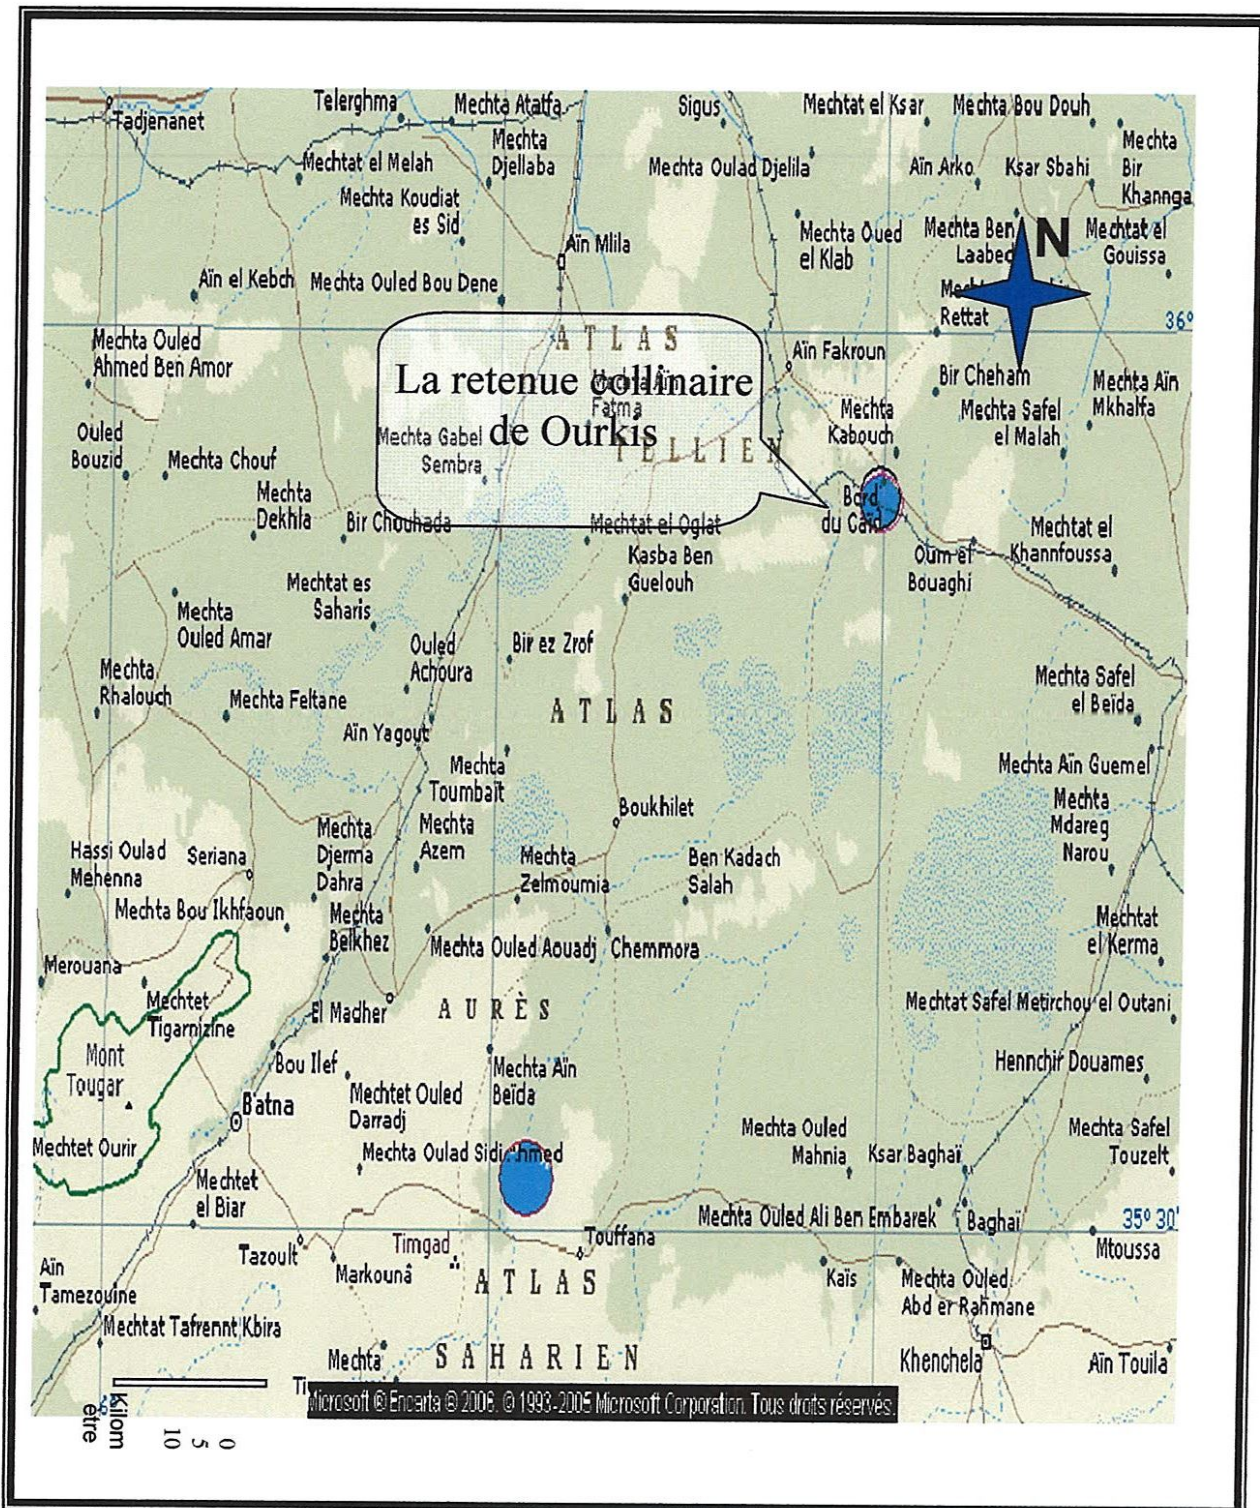 Tadjenanet
Telerghma
Mechta Atatfa
Sigus
Mechtat el Ksar
Mechta Bou Douh
Mechta
Djellaba
Mechta
Bir
Khannga
Mechtat el Melah
Mechta Oulad Djelila
Aïn Arko
Ksar Sbahi
Mechta Koudiat
es Sid
Aïn Mlila
Mechta Oued
el Klab
Mechta Ben
Laabed
N
Mechtat el
Gouissa
Aïn el Kebch
Mechta Ouled Bou Dene
Rettat
36°
Mechta Ouled
Ahmed Ben Amor
ATLAS
Aïn Fakroun
La retenue collinaire
de Ourkis
Mechta Aïn
Fatma
Bir Cheham
Mechta Aïn
Mkhalfa
Mechta
Kabouch
Mechta Safel
el Malah
Ouled
Bouzid
Mechta Chouf
Mechta Gabel
Sembra
TELLIEN
Mechta
Dekhla
Bir Chouhada
Mechtat el Oglat
Bord
du Caïd
Kasba Ben
Guelouh
Oum el
Bouaghi
Mechtat el
Khannfoussa
Mechtat es
Saharis
Mechta
Ouled Amar
Ouled
Achoura
Bir ez Zrof
Mechta
Rhalouch
Mechta Feltane
ATLAS
Mechta Safel
el Beïda
Aïn Yagout
Mechta
Toumbaït
Mechta Aïn Guemel
Boukhilet
Mechta
Mdareg
Narou
Mechta
Djerma
Dahra
Mechta
Azem
Hassi Oulad
Mehenna
Seriana
Mechta
Zelmoumia
Ben Kadach
Salah
Mechta Bou Ikhfaoun
Mechta
Belkhez
Mechta Ouled Aouadj
Chemmora
Mechtat
el Kerma
Merouana
Mechtet
Tigarnizine
El Madher
AURÈS
Mechtat Safel Metirchou el Outani
Mont
Tougar
Bou Ilef
Mechta Aïn
Beïda
Hennchir Douames
Batna
Mechtet Ouled
Darradj
Mechtet Ourir
Mechta Oulad Sidi
Mechta Ouled
Mahnia
Ksar Baghaï
Mechta Safel
Touzelt
Mechtet
el Biar
Mechta Ouled Ali Ben Embarek
Baghaï
35° 30'
Tazoult
Timgad
Touffana
Mtoussa
Markounâ
Aïn
Tamezouine
ATLAS
Kaïs
Mechta Ouled
Abd er Rahmane
Mechtat Tafrennt Kbira
Mechta
SAHARIEN
Khenchela
Aïn Touila
Microsoft ® Encarta ® 2006. © 1993-2005 Microsoft Corporation. Tous droits réservés.
Kilom
ètre
10 5 0